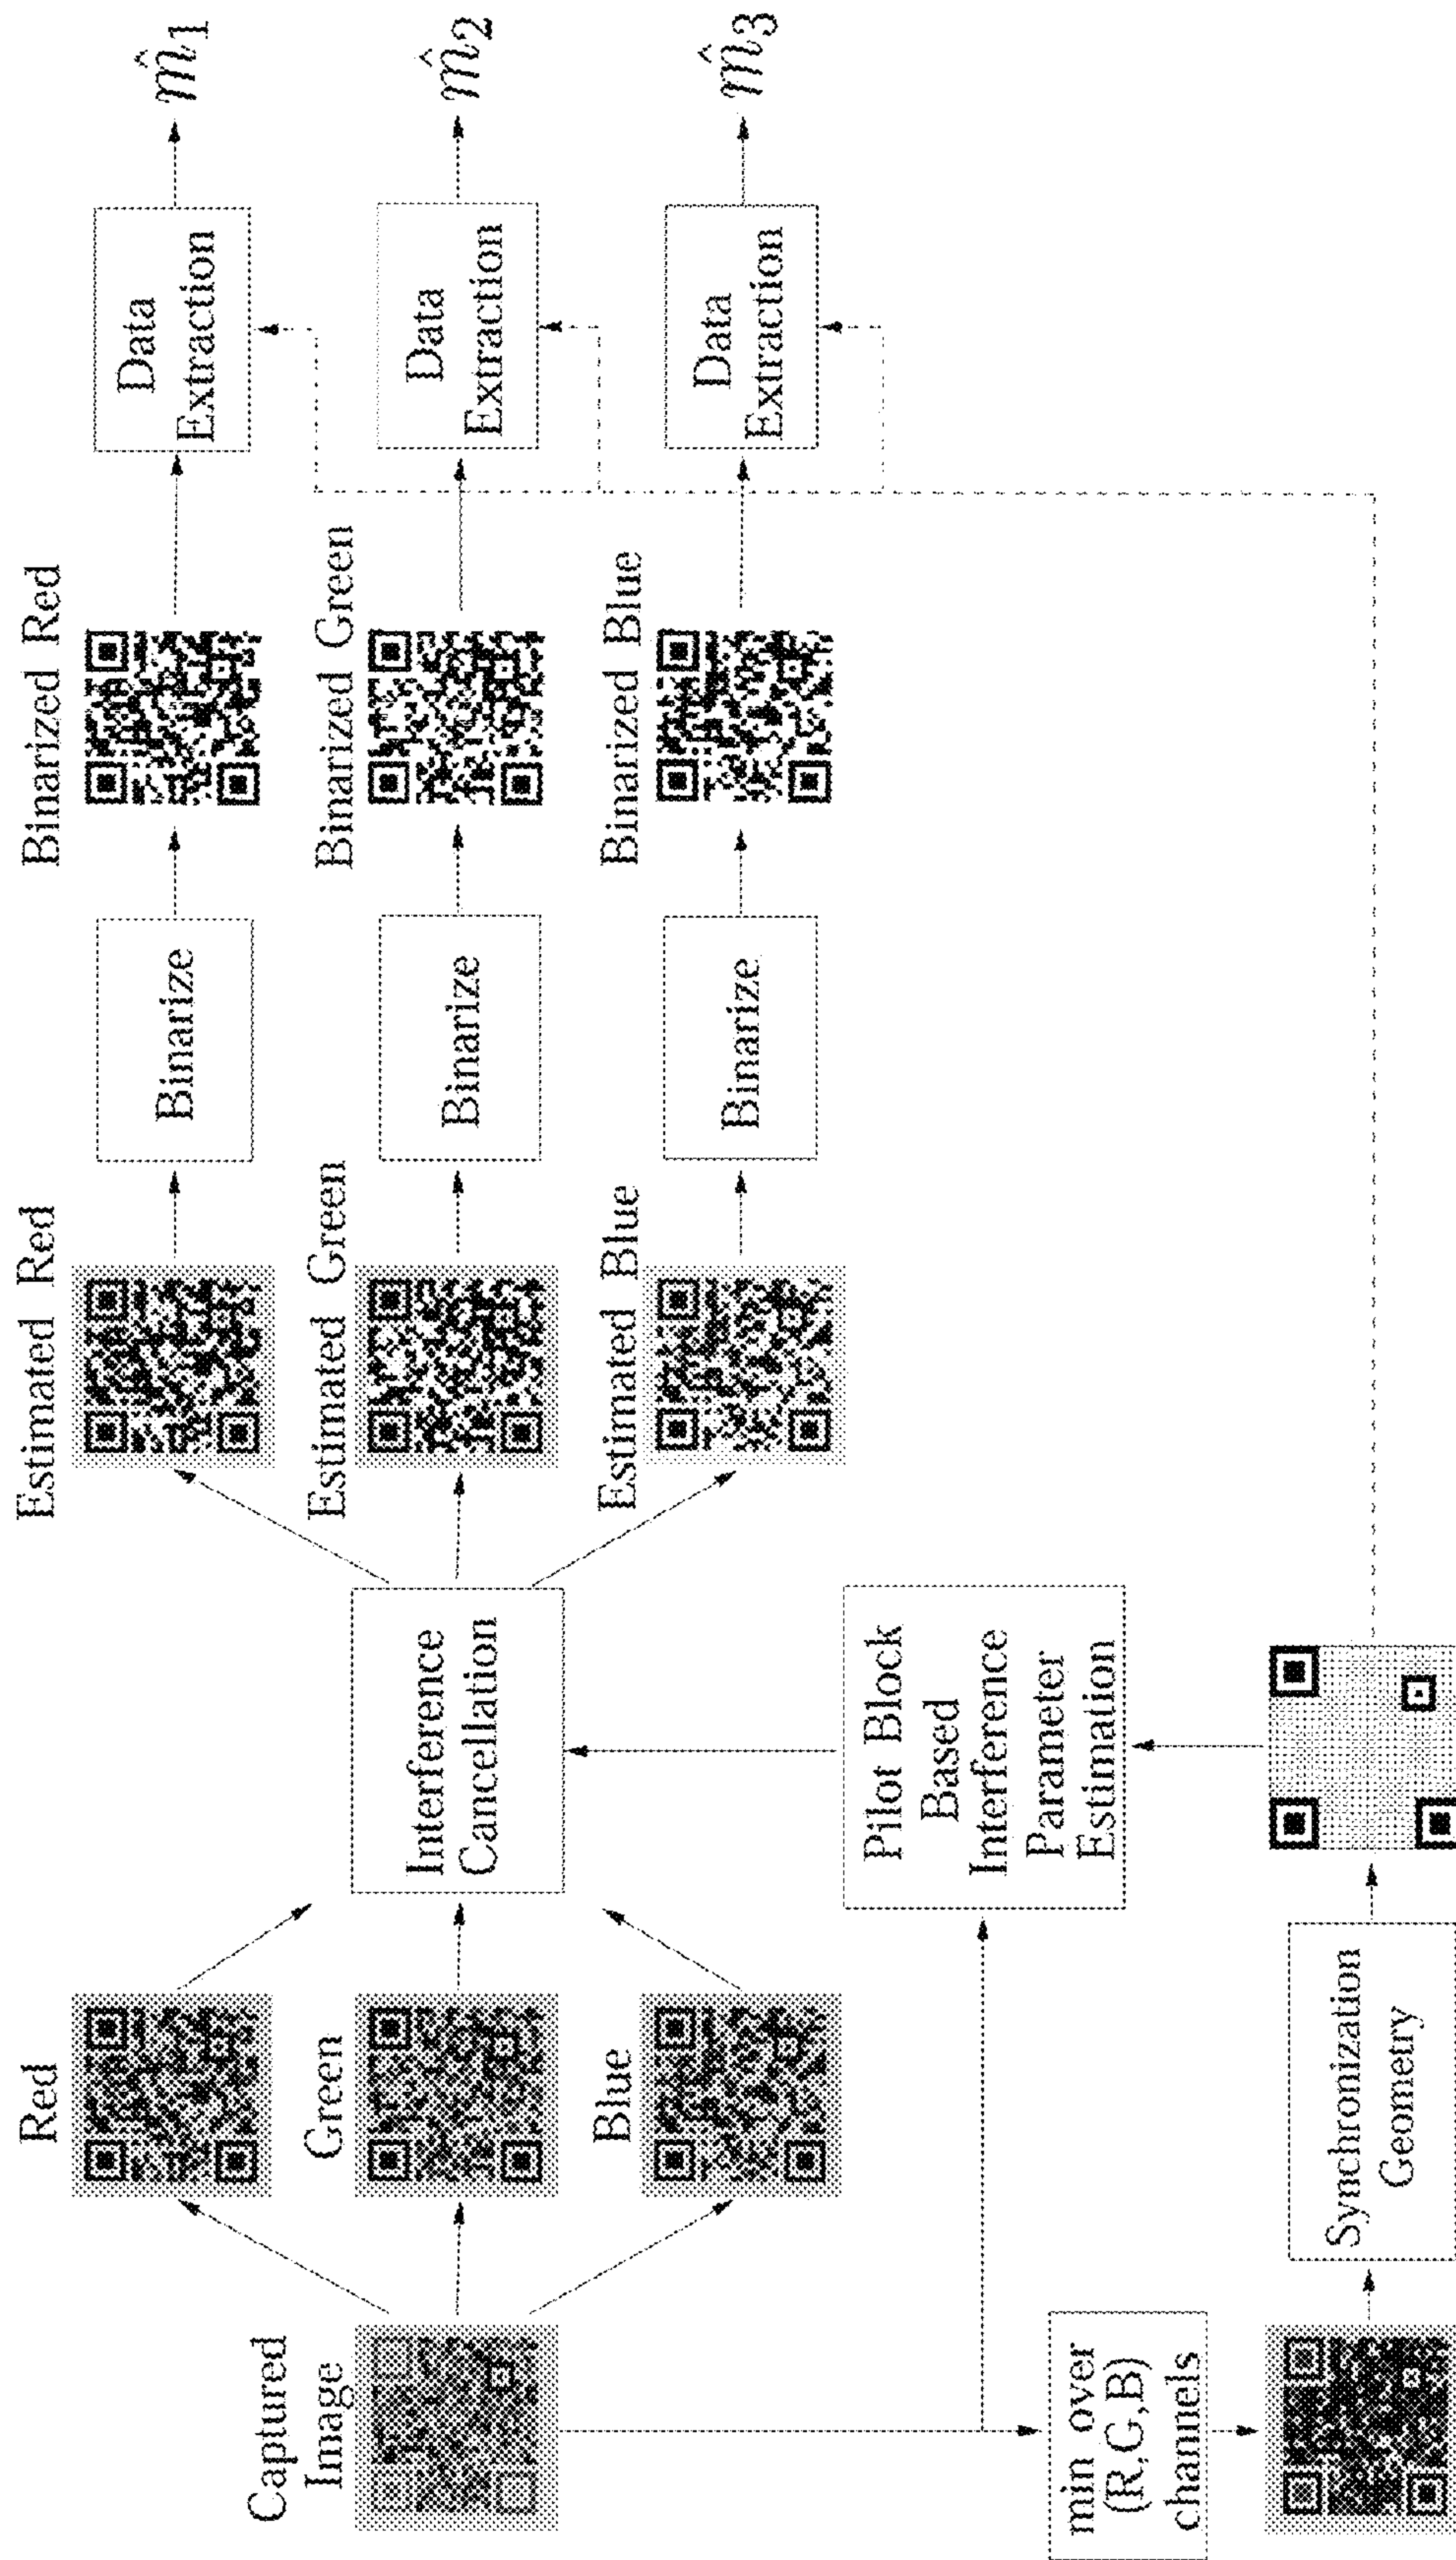 Captured
Image
Red
Green
Blue
Interference
Cancellation
Estimated Red
Estimated Green
Estimated Blue
Binarize
Binarize
Binarize
Binarized Red
Binarized Green
Binarized Blue
Data
Extraction
Data
Extraction
Data
Extraction
m̂1
m̂2
m̂3
min over
(R,G,B)
channels
Synchronization
Geometry
Pilot Block
Based
Interference
Parameter
Estimation